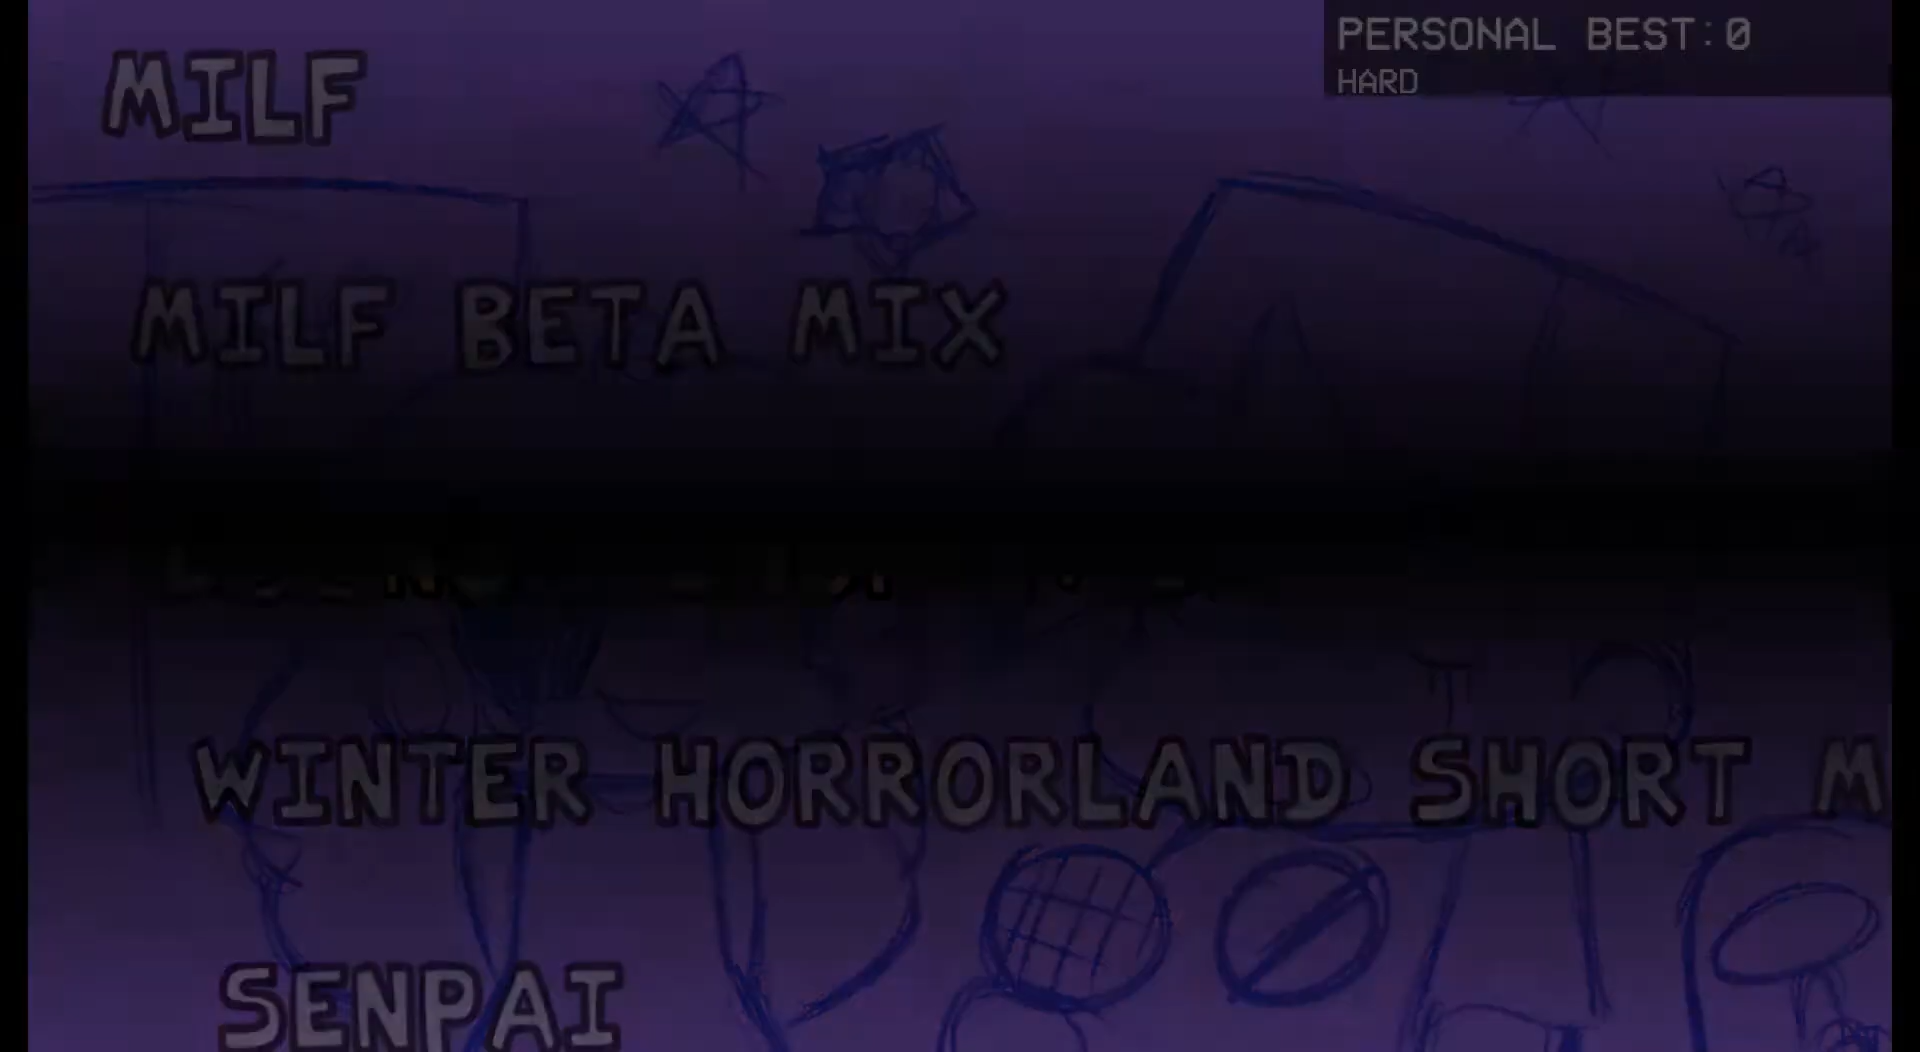 PERSONAL BEST:0
HARD
MILF
MILF BETA MIX
WINTER HORRORLAND SHORT M
SENPAI